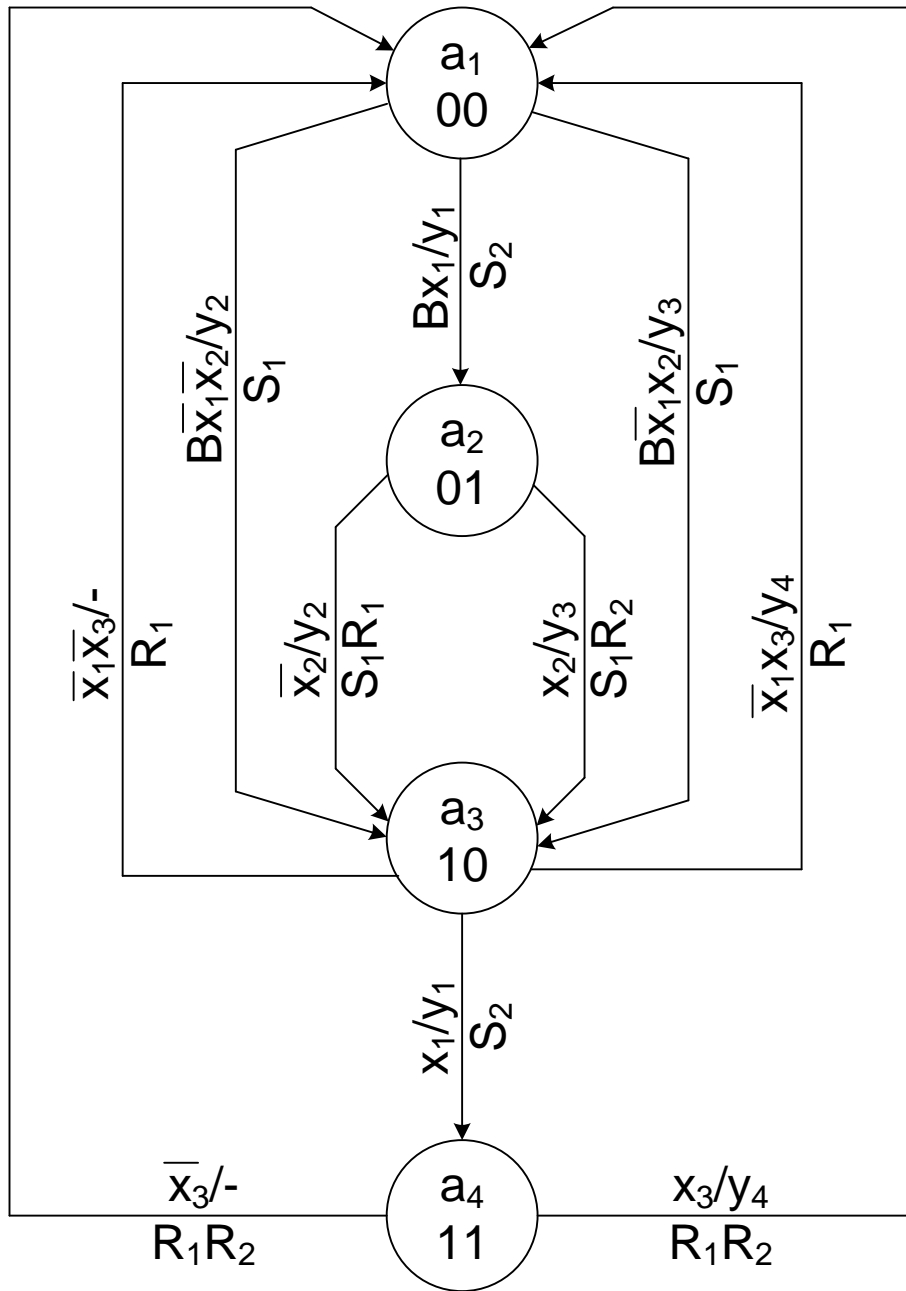 a₁
00
Bx₁/y₁
S₂
Bx̅₁x̅₂/y₂
S₁
Bx̅₁x₂/y₃
S₁
a₂
01
x̅₁x̅₃/-
R₁
x̅₂/y₂
S₁R₁
x₂/y₃
S₁R₂
x̅₁x₃/y₄
R₁
a₃
10
x₁/y₁
S₂
x̅₃/-
R₁R₂
a₄
11
x₃/y₄
R₁R₂